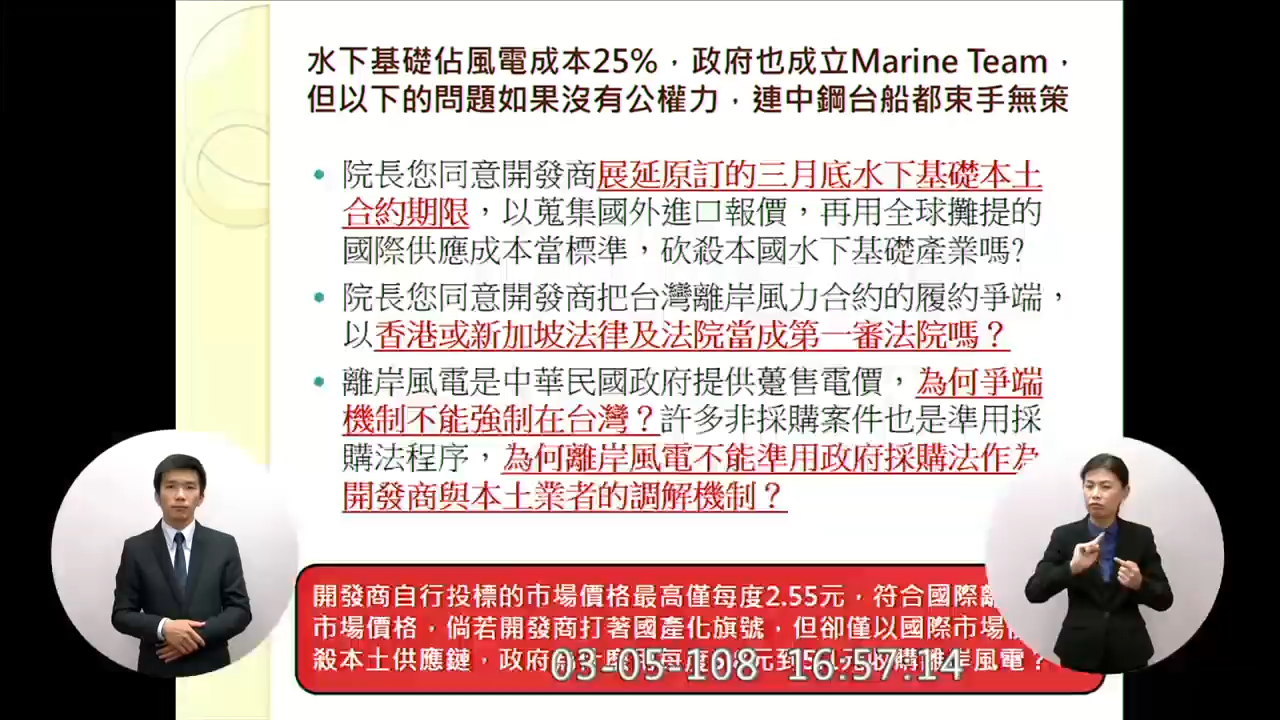 水下基礎佔風電成本25%，政府也成立Marine Team，
但以下的問題如果沒有公權力，連中鋼台船都束手無策
• 院長您同意開發商展延原訂的三月底水下基礎本土
合約期限，以蒐集國外進口報價，再用全球攤提的
國際供應成本當標準，砍殺本國水下基礎產業嗎?
• 院長您同意開發商把台灣離岸風力合約的履約爭端，
以香港或新加坡法律及法院當成第一審法院嗎？
• 離岸風電是中華民國政府提供躉售電價，為何爭端
機制不能強制在台灣？許多非採購案件也是準用採
購法程序，為何離岸風電不能準用政府採購法作為
開發商與本土業者的調解機制？
開發商自行投標的市場價格最高僅每度2.55元，符合國際離
市場價格，倘若開發商打著國產化旗號，但卻僅以國際市場
殺本土供應鏈，政府 每度 元到 離岸風電？
03-05-108 16:57:14